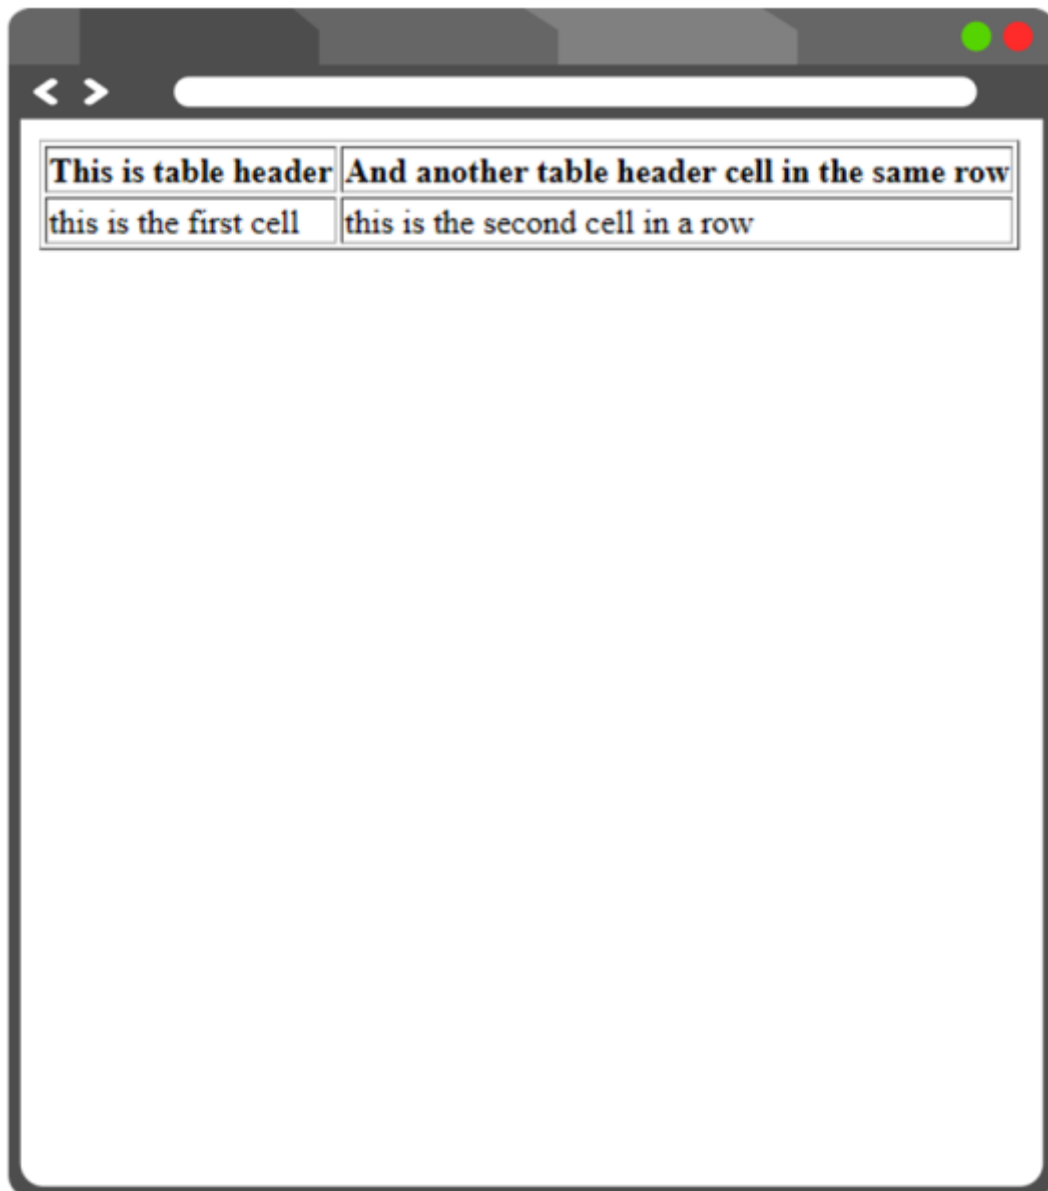 This is table header And another table header cell in the same row
this is the first cell this is the second cell in a row